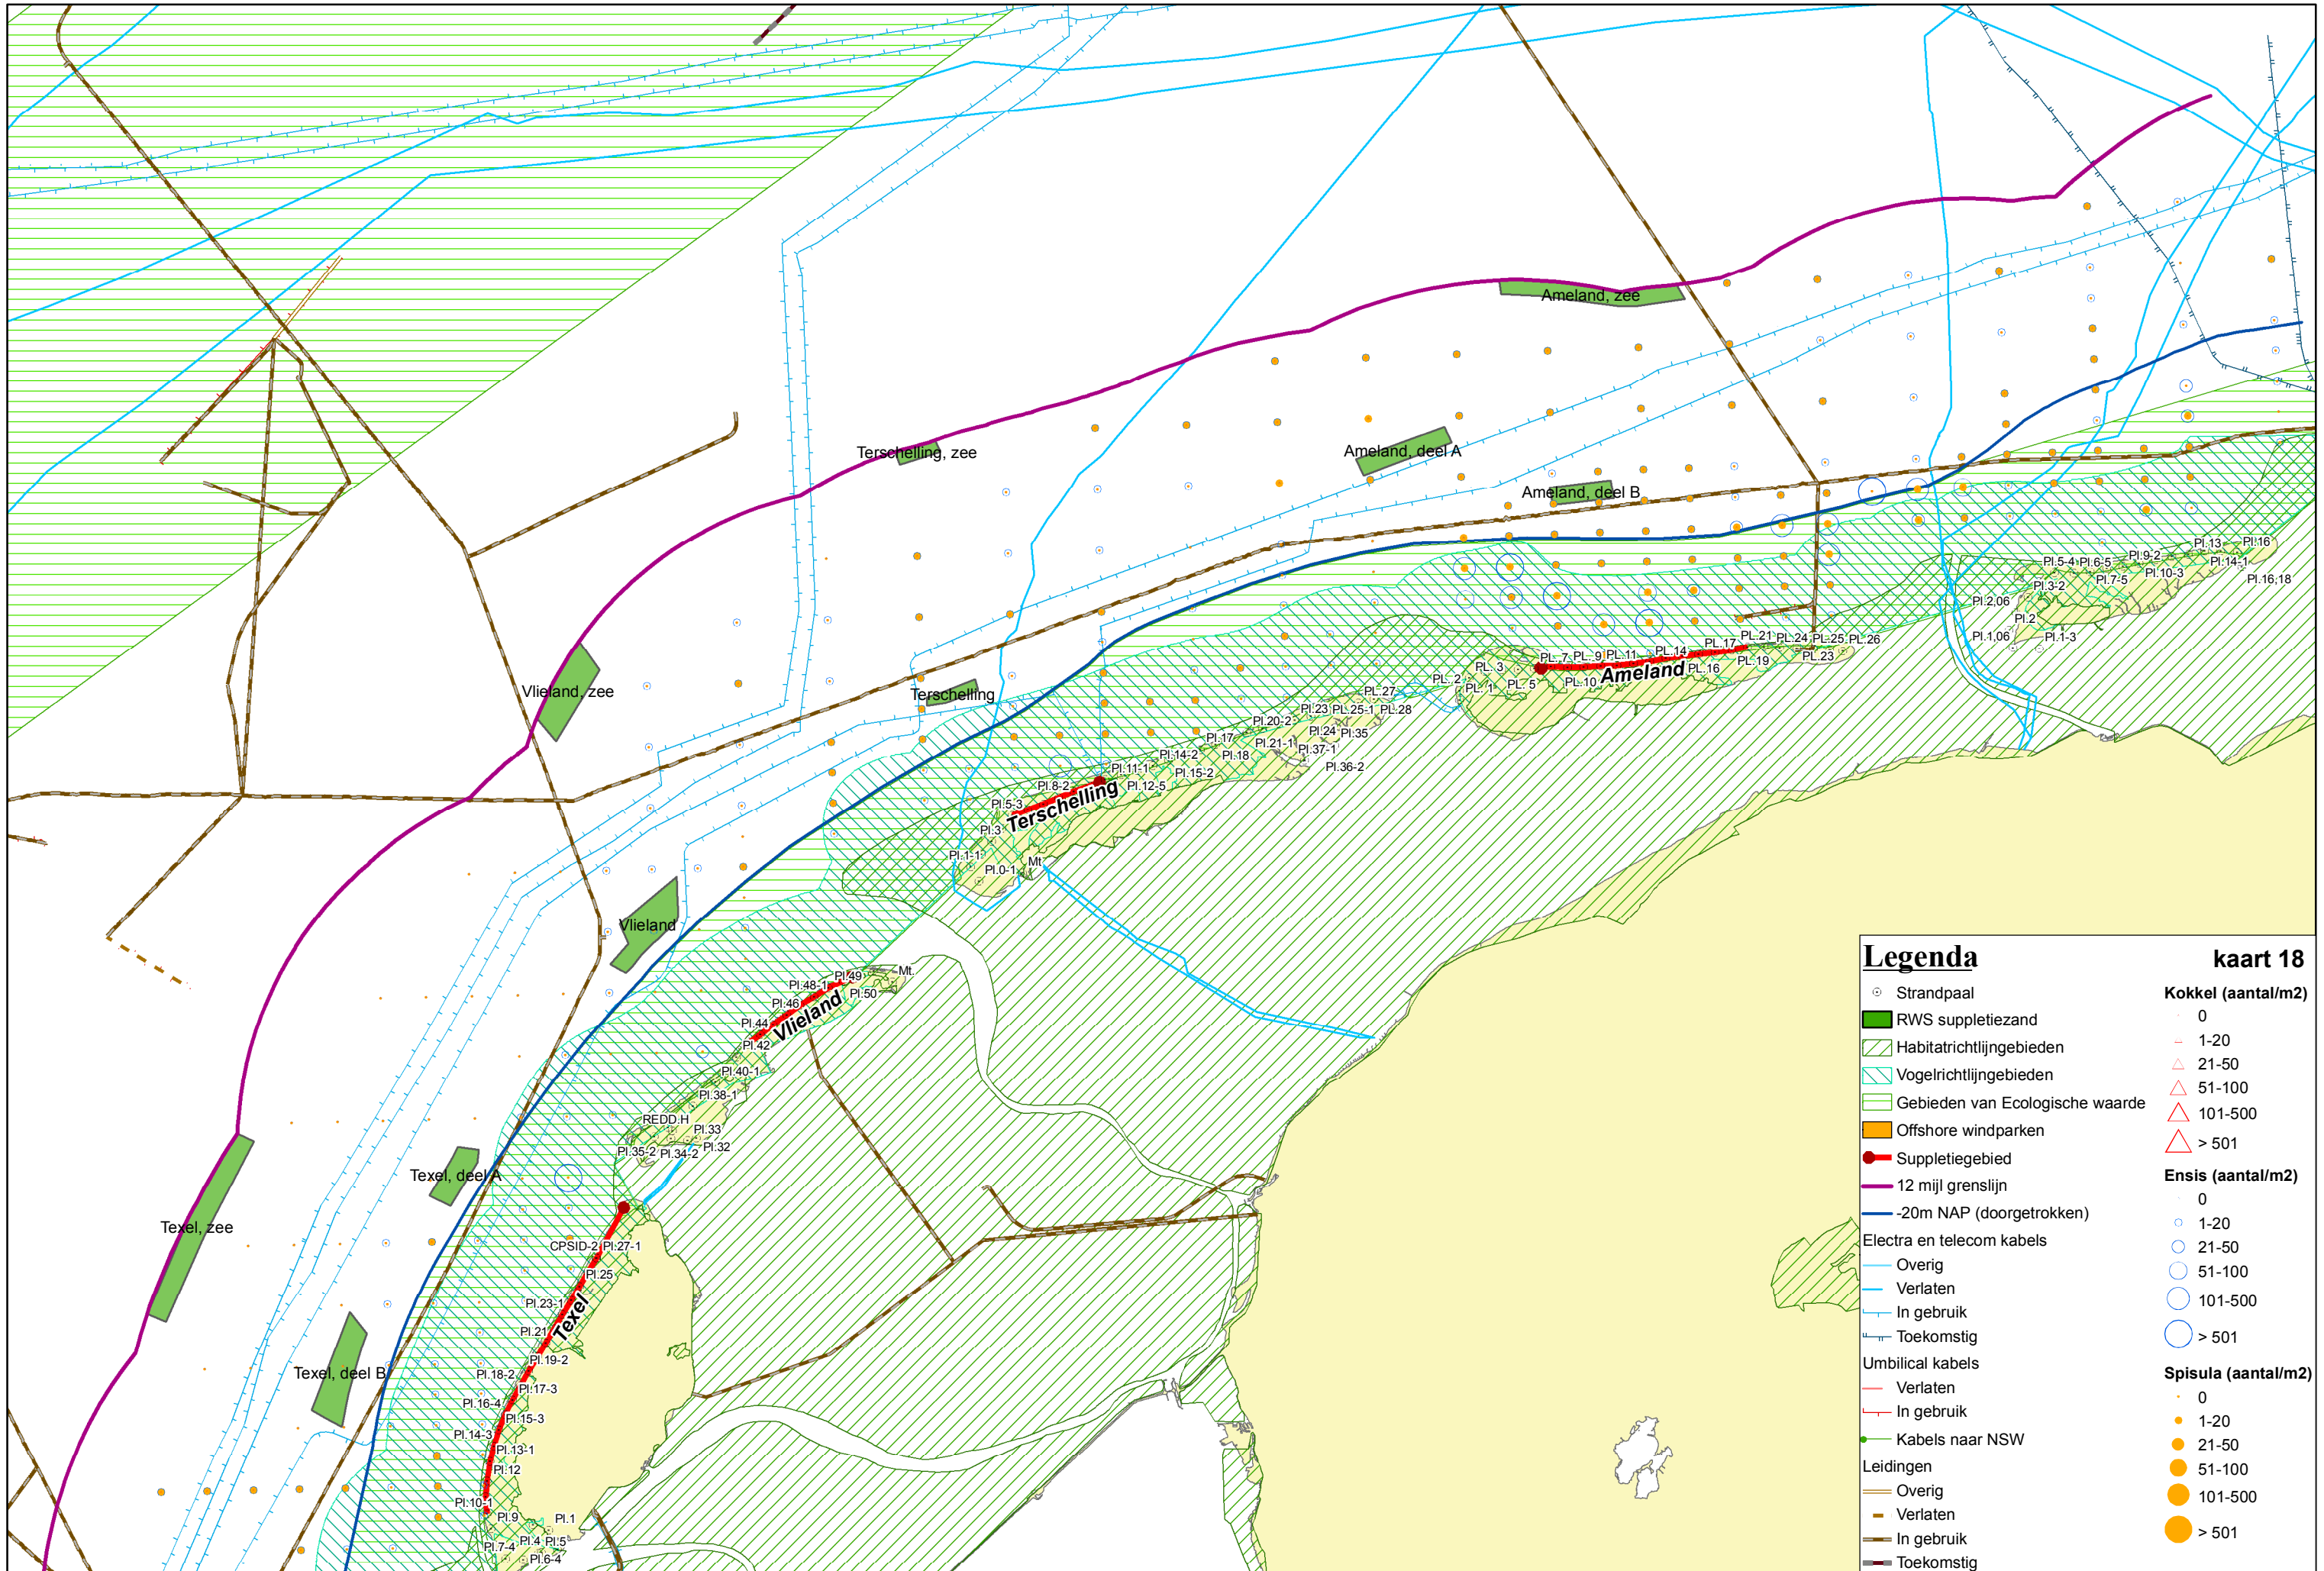 Ameland, zee
Terschelling, zee
Ameland, deel A
Ameland, deel B
Vlieland, zee
Terschelling
Vlieland
Texel, deel A
Texel, zee
Texel, deel B
Pl.13
Pl.16
Pl.9-2
Pl.5-4
Pl.6-5
Pl.14-1
Pl.10-3
Pl.7-5
Pl.16,18
Pl.3-2
Pl.2,06
Pl.2
Pl.1,06
Pl.1-3
PL.21
PL.24
PL.25
PL.26
PL.17
PL.14
PL.11
PL. 9
PL. 7
PL.23
PL.19
PL.16
PL. 3
PL. 2
PL. 1
PL. 5
PL.10
Ameland
PL.27
Pl.23
PL.25-1
PL.28
Pl.20-2
Pl.24
Pl.35
Pl.17
Pl.21-1
Pl.37-1
Pl.14-2
Pl.18
Pl.36-2
Pl.11-1
Pl.15-2
Pl.8-2
Pl.12-5
Pl.5-3
Terschelling
Pl.3
Pl.1-1
Mt
Pl.0-1
Mt.
Pl.49
Pl.48-1
Pl.50
Pl.46
Vlieland
Pl.44
Pl.42
Pl.40-1
Pl.38-1
REDD.H
Pl.33
Pl.32
Pl.35-2
Pl.34-2
CPSID-2
Pl.27-1
Pl.25
Pl.23-1
Texel
Pl.21
Pl.19-2
Pl.18-2
Pl.17-3
Pl.16-4
Pl.15-3
Pl.14-3
Pl.13-1
Pl.12
Pl.10-1
Pl.9
Pl.1
Pl.4
Pl.5
Pl.7-4
Pl.6-4
Legenda
kaart 18
Strandpaal
RWS suppletiezand
Habitatrichtlijngebieden
Vogelrichtlijngebieden
Gebieden van Ecologische waarde
Offshore windparken
Suppletiegebied
12 mijl grenslijn
-20m NAP (doorgetrokken)
Electra en telecom kabels
Overig
Verlaten
In gebruik
Toekomstig
Umbilical kabels
Verlaten
In gebruik
Kabels naar NSW
Leidingen
Overig
Verlaten
In gebruik
Toekomstig
Kokkel (aantal/m2)
0
1-20
21-50
51-100
101-500
> 501
Ensis (aantal/m2)
0
1-20
21-50
51-100
101-500
> 501
Spisula (aantal/m2)
0
1-20
21-50
51-100
101-500
> 501